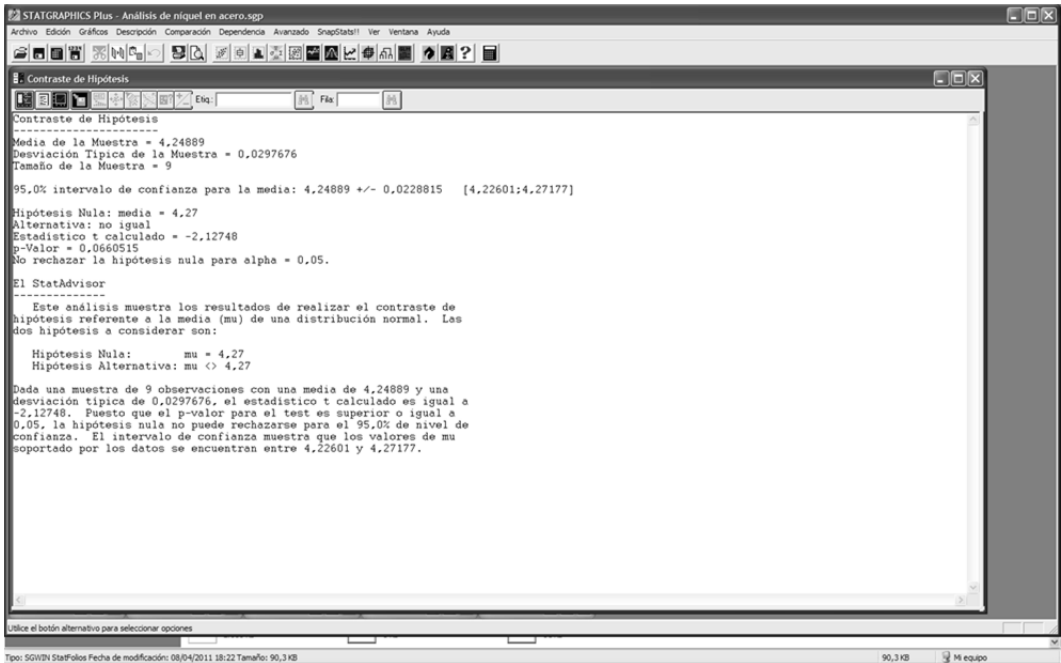 STATGRAPHICS Plus - Análisis de níquel en acero.sgp
Archivo Edición Gráficos Descripción Comparación Dependencia Avanzado SnapStats!! Ver Ventana Ayuda
Contraste de Hipótesis
Etiq.: Fila:
Contraste de Hipótesis
----------------------
Media de la Muestra = 4,24889
Desviación Típica de la Muestra = 0,0297676
Tamaño de la Muestra = 9
95,0% intervalo de confianza para la media: 4,24889 +/- 0,0228815 [4,22601;4,27177]
Hipótesis Nula: media = 4,27
Alternativa: no igual
Estadístico t calculado = -2,12748
p-Valor = 0,0660515
No rechazar la hipótesis nula para alpha = 0,05.
El StatAdvisor
--------------
Este análisis muestra los resultados de realizar el contraste de
hipótesis referente a la media (mu) de una distribución normal. Las
dos hipótesis a considerar son:
Hipótesis Nula: mu = 4,27
Hipótesis Alternativa: mu <> 4,27
Dada una muestra de 9 observaciones con una media de 4,24889 y una
desviación típica de 0,0297676, el estadístico t calculado es igual a
-2,12748. Puesto que el p-valor para el test es superior o igual a
0,05, la hipótesis nula no puede rechazarse para el 95,0% de nivel de
confianza. El intervalo de confianza muestra que los valores de mu
soportado por los datos se encuentran entre 4,22601 y 4,27177.
Utilice el botón alternativo para seleccionar opciones
Tipo: SGWIN StatFolios Fecha de modificación: 08/04/2011 18:22 Tamaño: 90,3 KB 90,3 KB Mi equipo